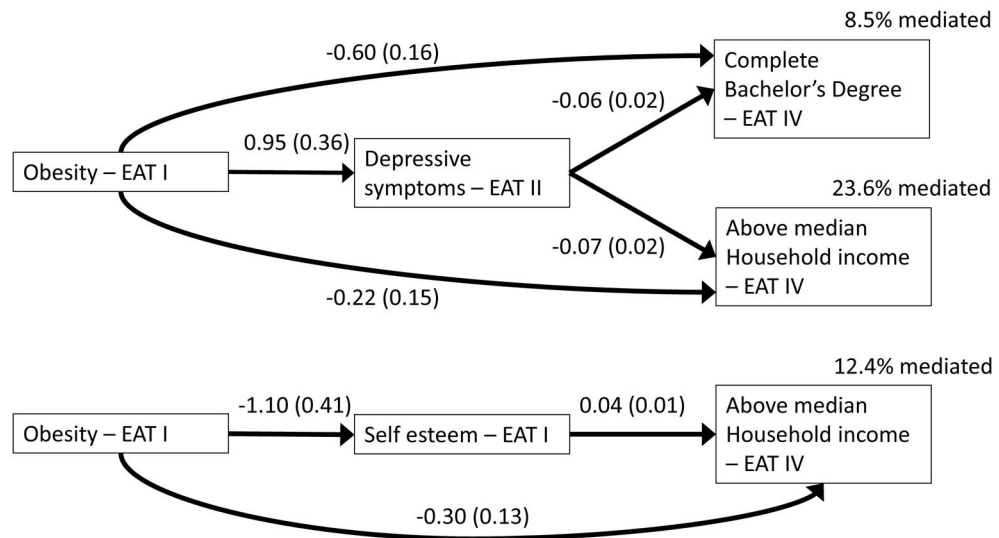 8.5% mediated
-0.60 (0.16)
Complete
Bachelor's Degree
– EAT IV
-0.06 (0.02)
0.95 (0.36)
Obesity – EAT I
Depressive
symptoms – EAT II
23.6% mediated
Above median
Household income
– EAT IV
-0.07 (0.02)
-0.22 (0.15)
12.4% mediated
-1.10 (0.41)
0.04 (0.01)
Obesity – EAT I
Self esteem – EAT I
Above median
Household income
– EAT IV
-0.30 (0.13)